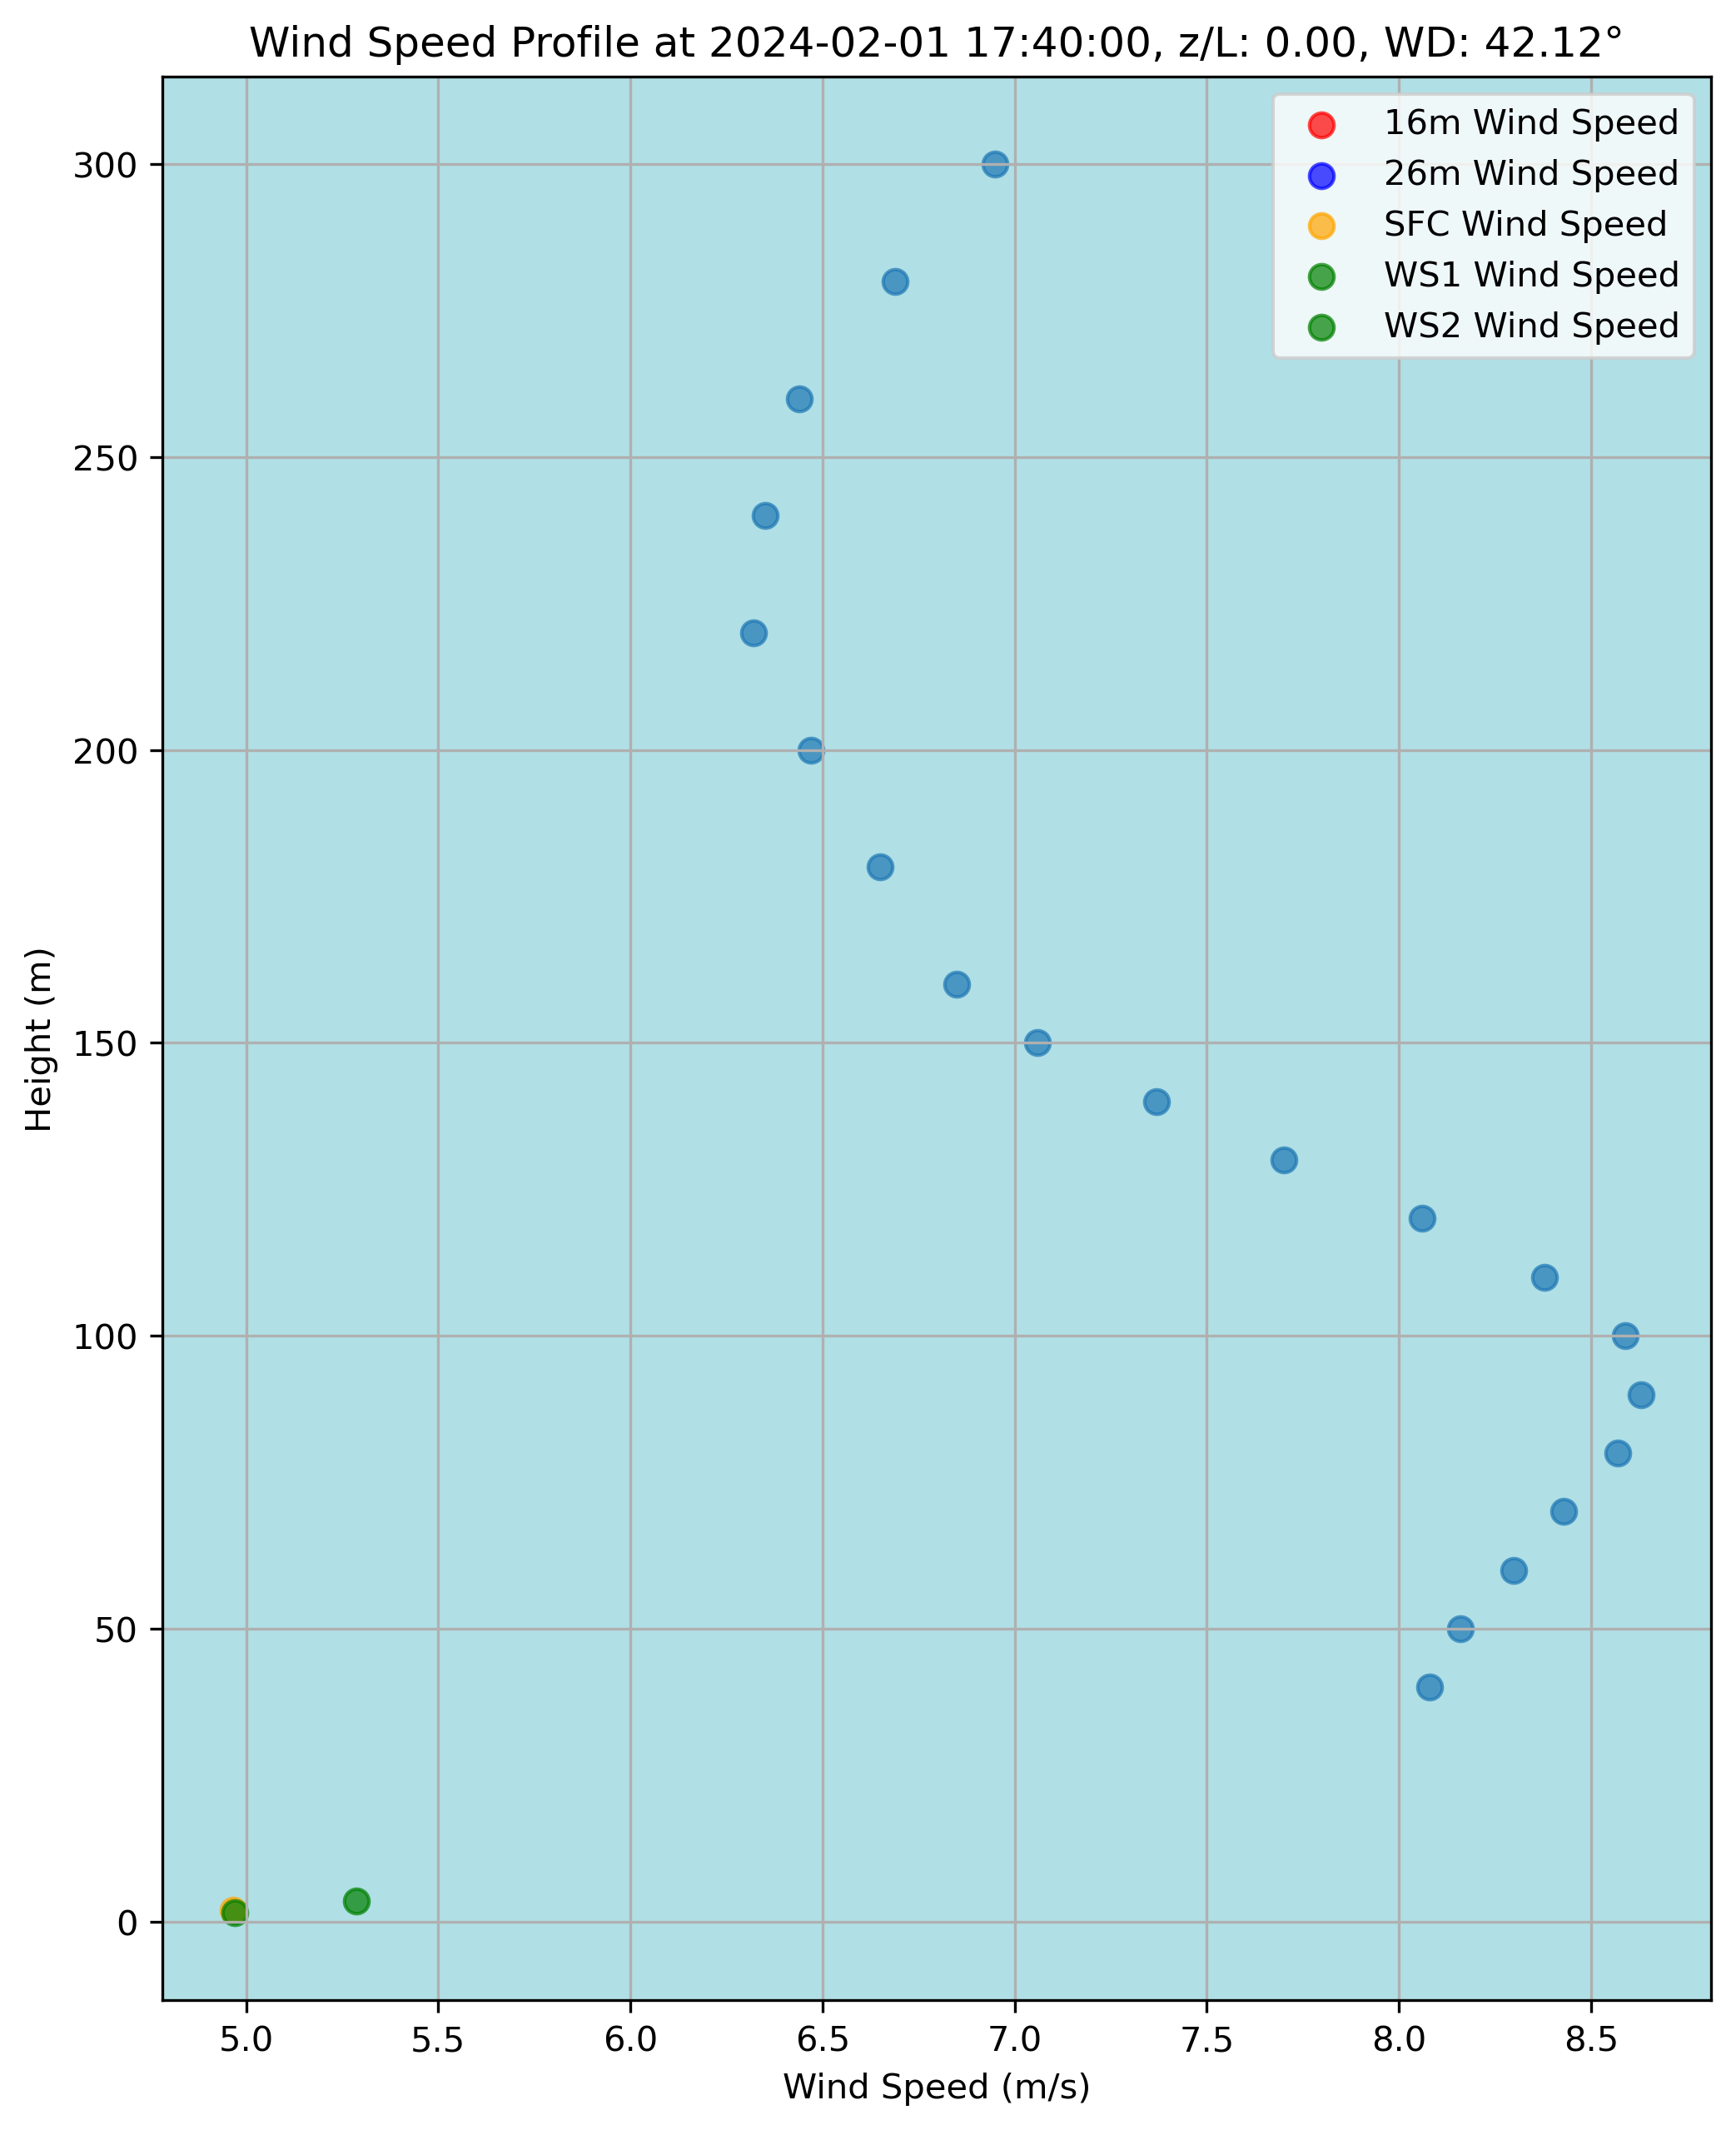 Wind Speed Profile at 2024-02-01 17:40:00, z/L: 0.00, WD: 42.12°
16m Wind Speed
26m Wind Speed
SFC Wind Speed
WS1 Wind Speed
WS2 Wind Speed
300
250
200
150
100
50
0
Height (m)
5.0 5.5 6.0 6.5 7.0 7.5 8.0 8.5
Wind Speed (m/s)